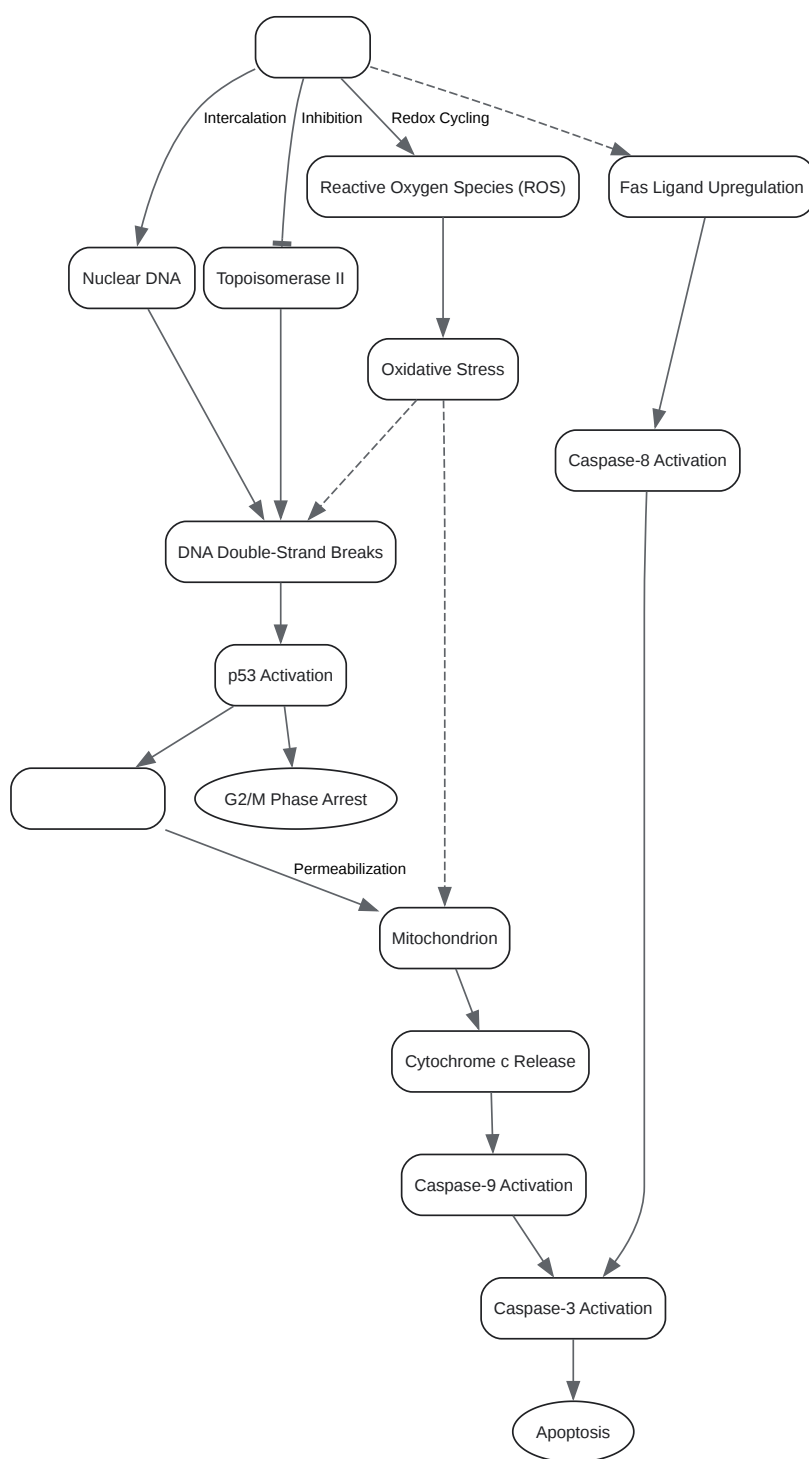 Intercalation
Inhibition
Redox Cycling
Reactive Oxygen Species (ROS)
Fas Ligand Upregulation
Nuclear DNA
Topoisomerase II
Oxidative Stress
Caspase-8 Activation
DNA Double-Strand Breaks
p53 Activation
G2/M Phase Arrest
Permeabilization
Mitochondrion
Cytochrome c Release
Caspase-9 Activation
Caspase-3 Activation
Apoptosis